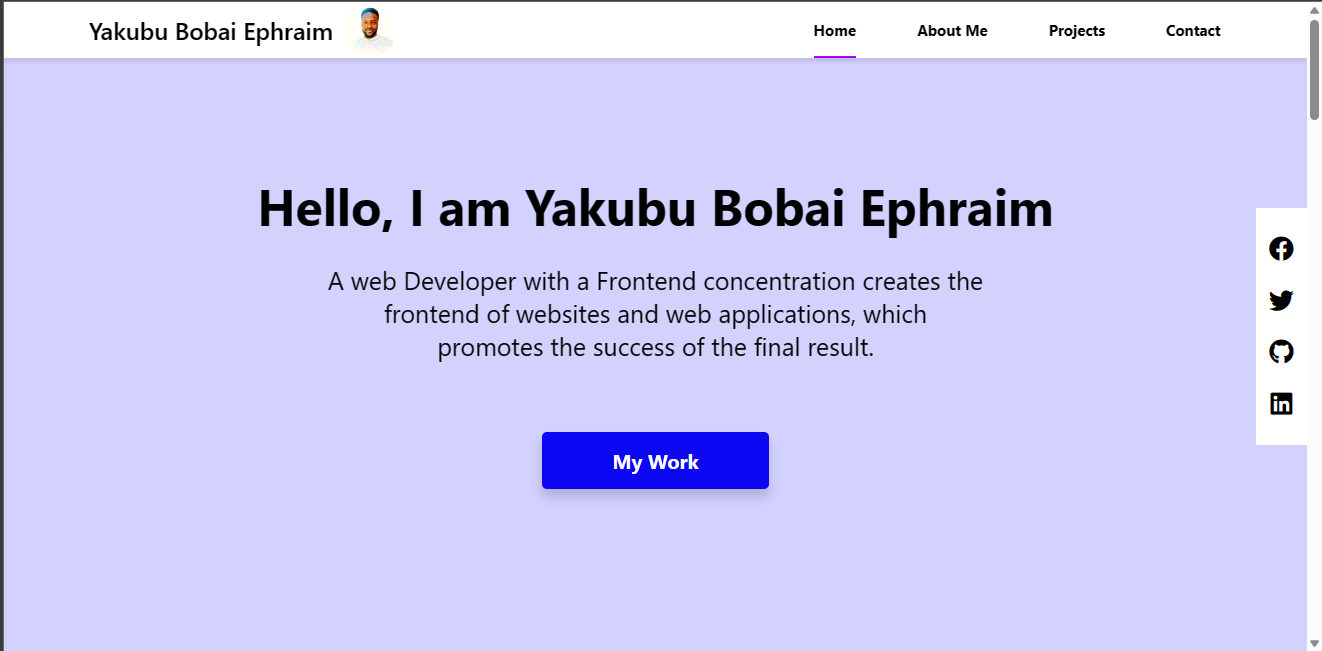 Yakubu Bobai Ephraim
Home
About Me
Projects
Contact
Hello, I am Yakubu Bobai Ephraim
A web Developer with a Frontend concentration creates the
frontend of websites and web applications, which
promotes the success of the final result.
My Work